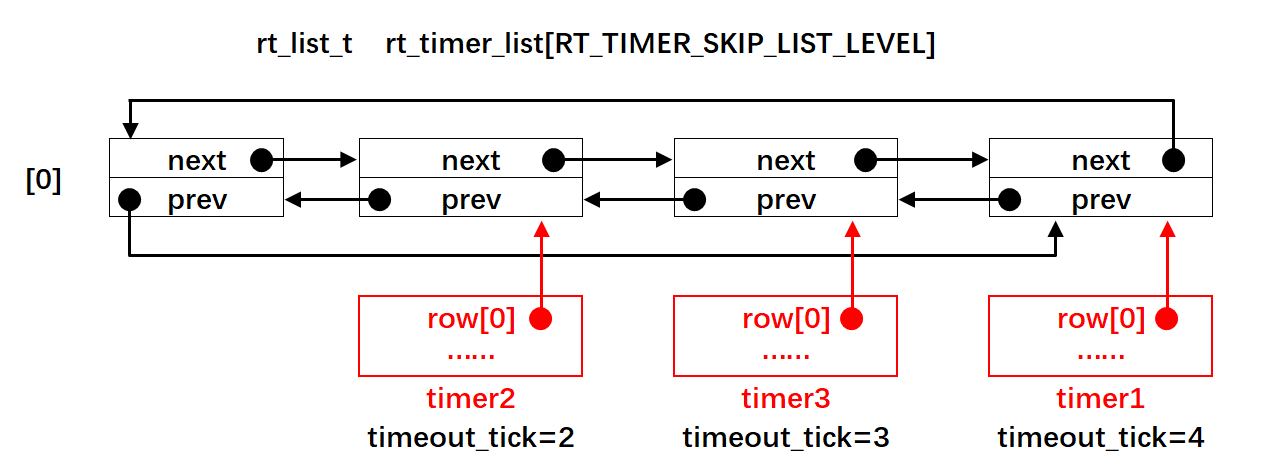 rt_list_t rt_timer_list[RT_TIMER_SKIP_LIST_LEVEL]
next next next next
[0]
prev prev prev prev
row[0] row[0] row[0]
...... ...... ......
timer2 timer3 timer1
timeout_tick=2 timeout_tick=3 timeout_tick=4